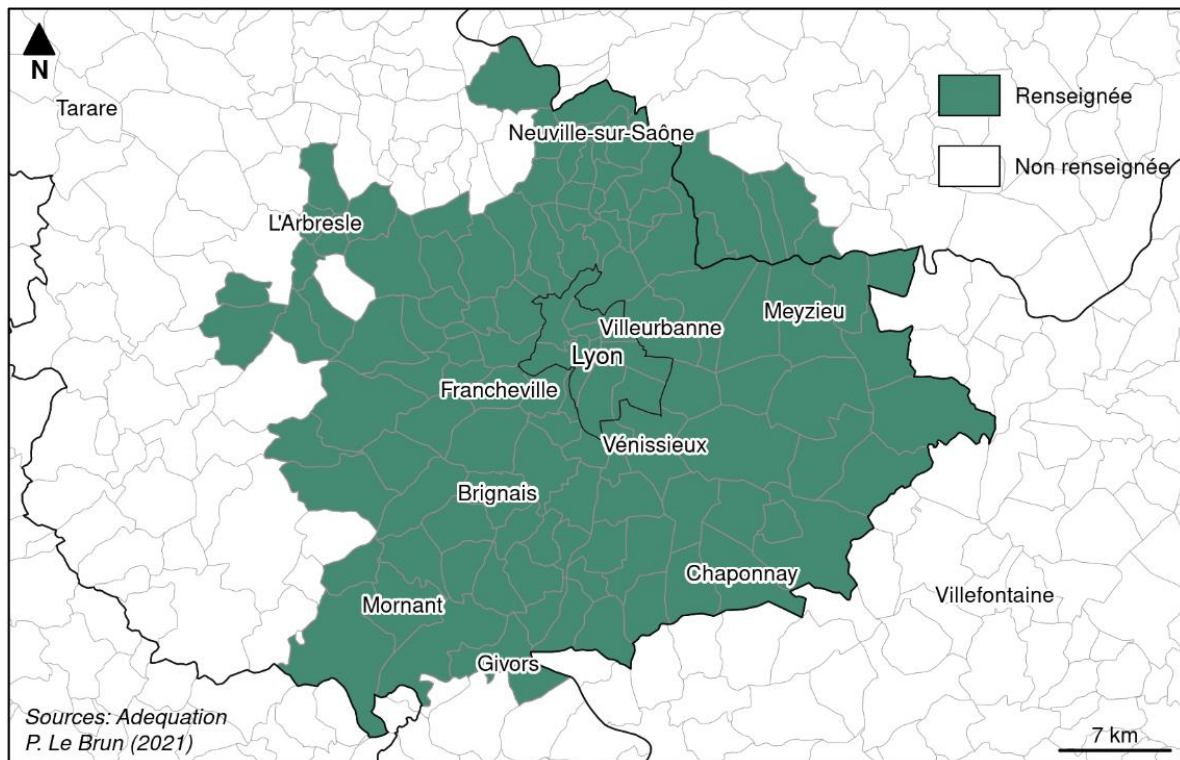 N
Tarare
Neuville-sur-Saône
Renseignée
Non renseignée
L'Arbresle
Meyzieu
Villeurbanne
Lyon
Francheville
Vénissieux
Brignais
Chaponnay
Villefontaine
Mornant
Givors
Sources: Adequation
P. Le Brun (2021)
7 km